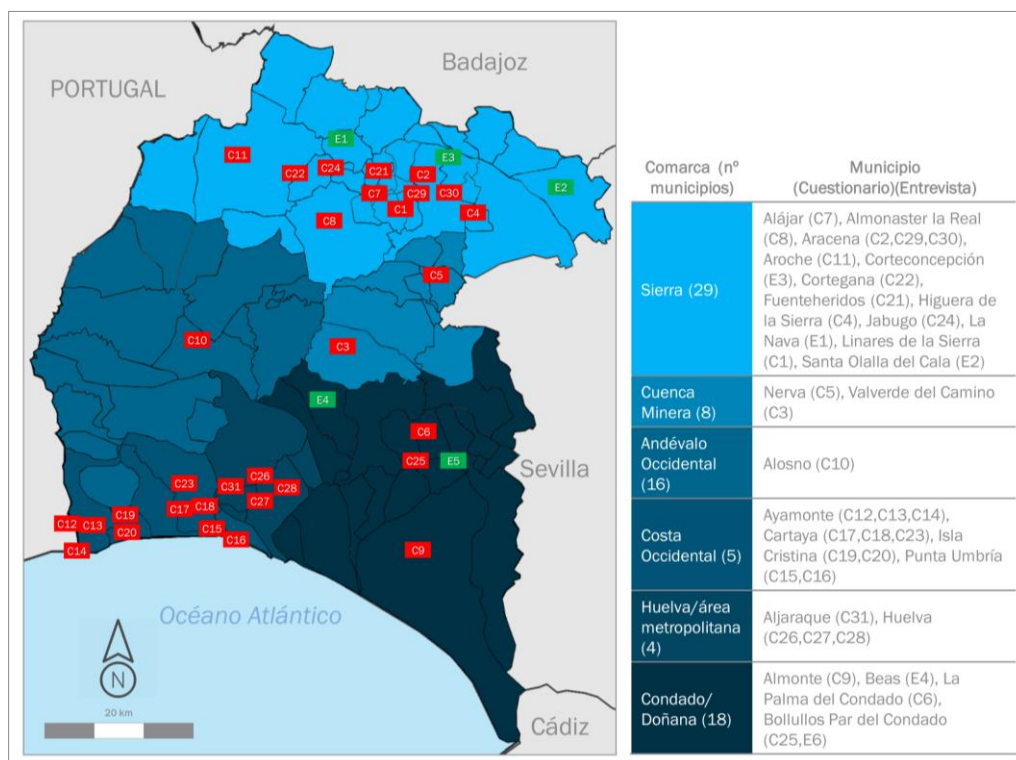 Badajoz
PORTUGAL
E1
C11
E3
C24
C21
C22
C2
E2
C7
C29
C30
C1
C4
C8
C5
C10
C3
E4
C6
C25
E5
Sevilla
C26
C23
C31
C28
C27
C17
C18
C19
C12
C13
C20
C15
C16
C14
C9
Océano Atlántico
N
20 km
Cádiz
Comarca (nº
municipios)
Municipio
(Cuestionario)(Entrevista)
Sierra (29)
Alájar (C7), Almonaster la Real
(C8), Aracena (C2,C29,C30),
Aroche (C11), Corteconcepción
(E3), Cortegana (C22),
Fuenteheridos (C21), Higuera de
la Sierra (C4), Jabugo (C24), La
Nava (E1), Linares de la Sierra
(C1), Santa Olalla del Cala (E2)
Cuenca
Minera (8)
Nerva (C5), Valverde del Camino
(C3)
Andévalo
Occidental
(16)
Alosno (C10)
Costa
Occidental (5)
Ayamonte (C12,C13,C14),
Cartaya (C17,C18,C23), Isla
Cristina (C19,C20), Punta Umbría
(C15,C16)
Huelva/área
metropolitana
(4)
Aljaraque (C31), Huelva
(C26,C27,C28)
Condado/
Doñana (18)
Almonte (C9), Beas (E4), La
Palma del Condado (C6),
Bollullos Par del Condado
(C25,E6)